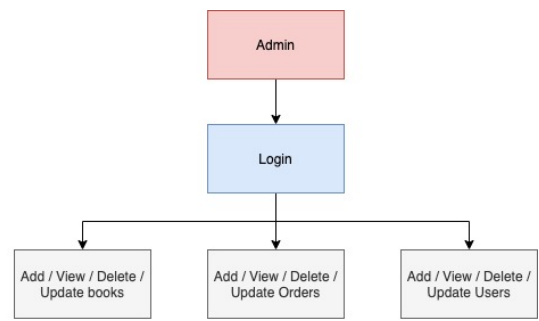 Admin
Login
Add / View / Delete /
Update books
Add / View / Delete /
Update Orders
Add / View / Delete /
Update Users